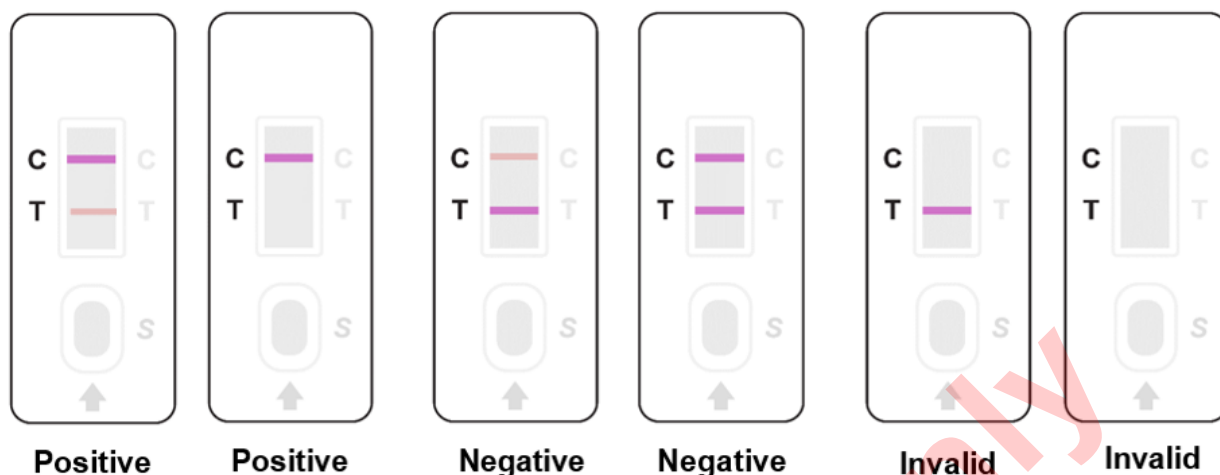 C C C C C C C C C C C C
T T T T T T T T T T T T
S S S S S S
Positive Positive Negative Negative Invalid Invalid